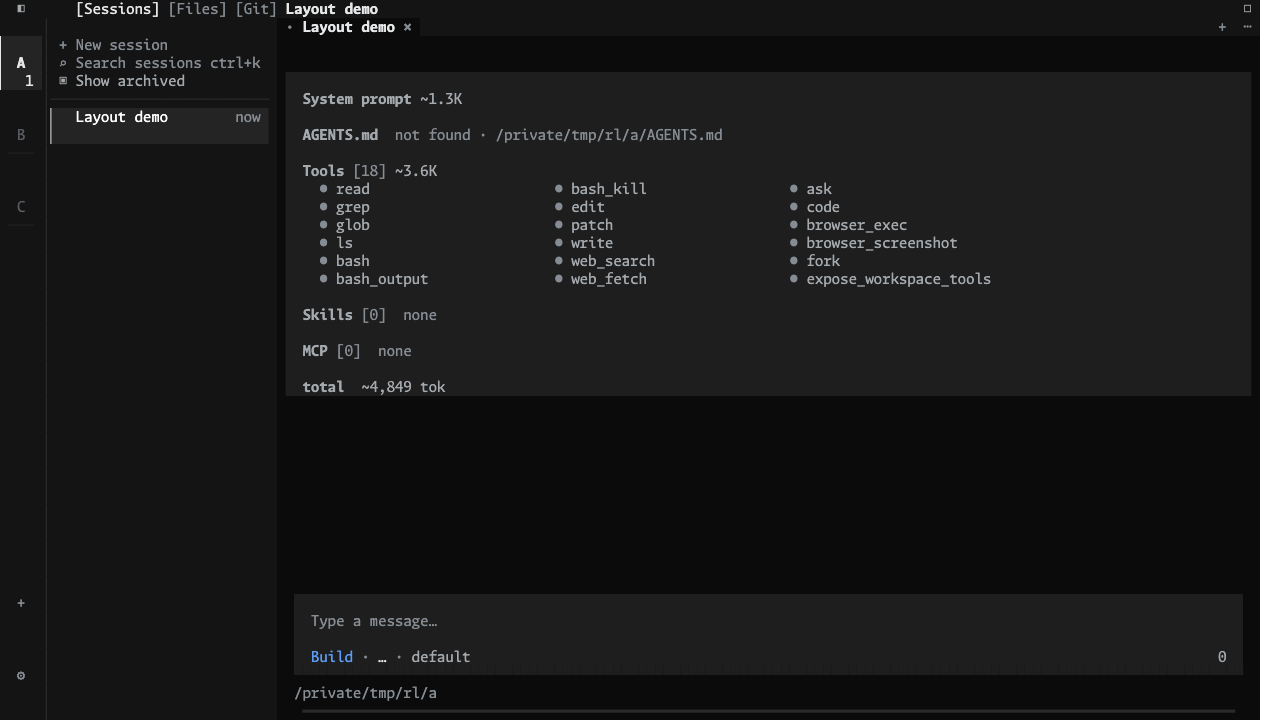 [Sessions] [Files] [Git] Layout demo
· Layout demo × + ⋯
A
1
B
C
+ New session
⌕ Search sessions ctrl+k
▣ Show archived
Layout demo now
System prompt ~1.3K
AGENTS.md not found · /private/tmp/rl/a/AGENTS.md
Tools [18] ~3.6K
● read ● bash_kill ● ask
● grep ● edit ● code
● glob ● patch ● browser_exec
● ls ● write ● browser_screenshot
● bash ● web_search ● fork
● bash_output ● web_fetch ● expose_workspace_tools
Skills [0] none
MCP [0] none
total ~4,849 tok
+
Type a message…
Build · … · default 0
/private/tmp/rl/a